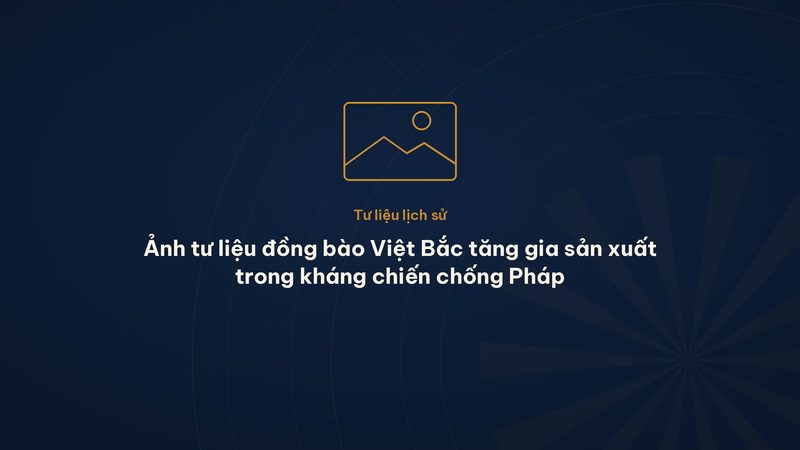 Tư liệu lịch sử
Ảnh tư liệu đồng bào Việt Bắc tăng gia sản xuất
trong kháng chiến chống Pháp